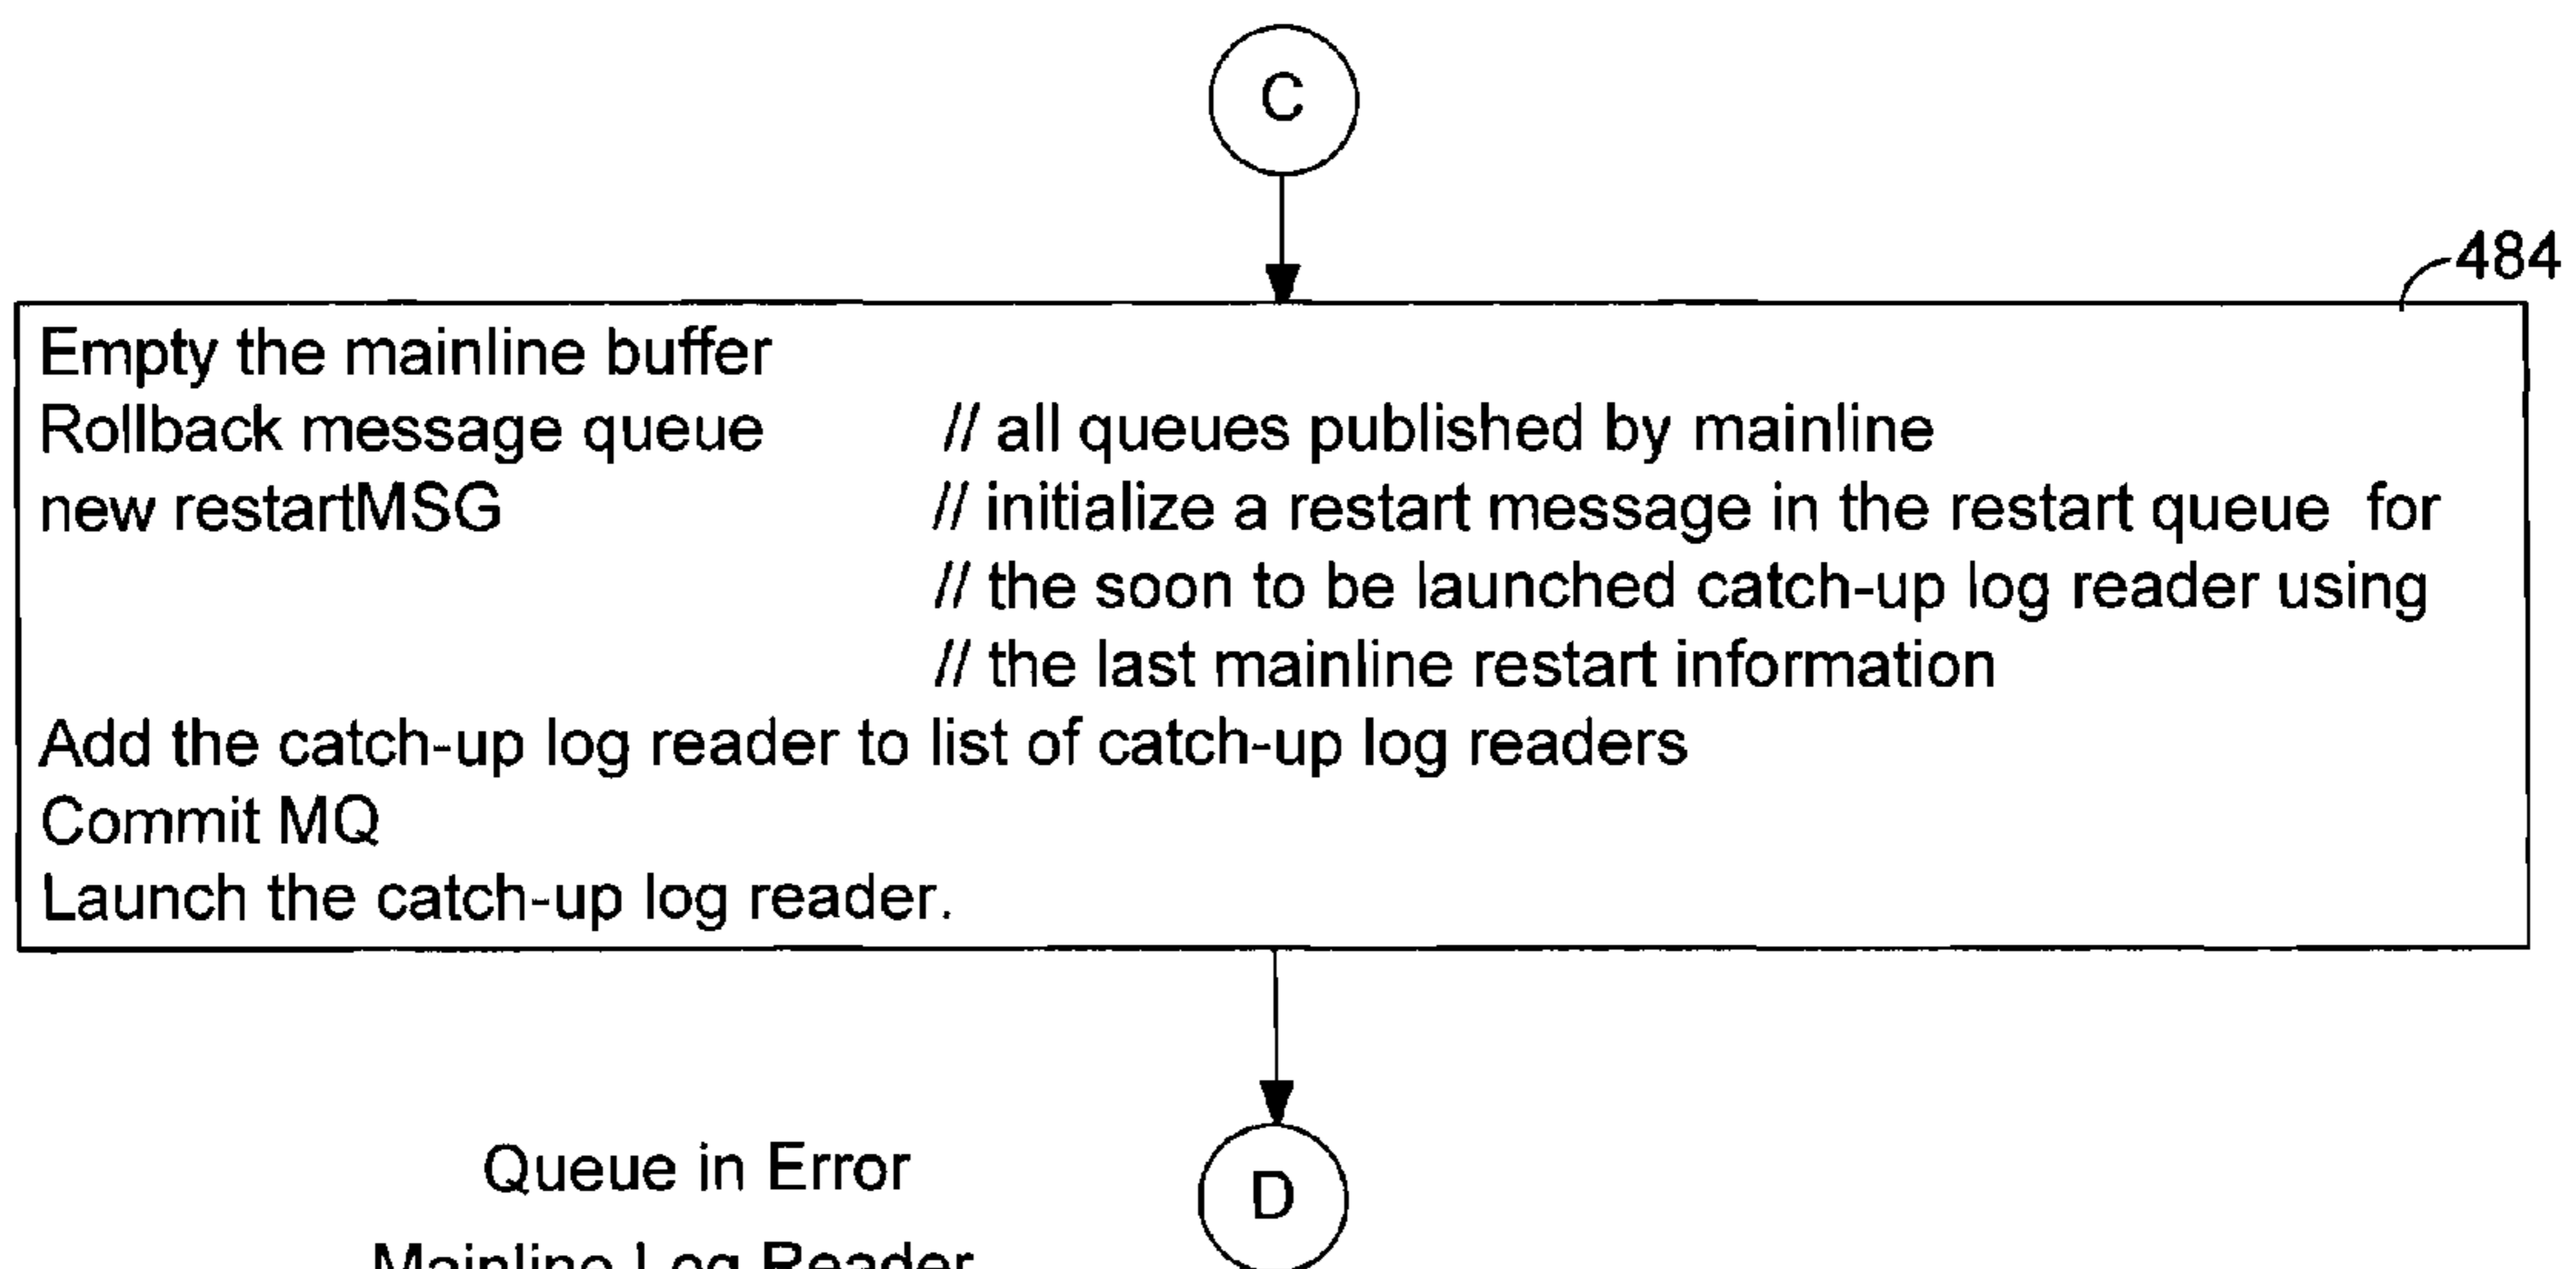 C
484
Empty the mainline buffer
Rollback message queue // all queues published by mainline
new restartMSG // initialize a restart message in the restart queue for
// the soon to be launched catch-up log reader using
// the last mainline restart information
Add the catch-up log reader to list of catch-up log readers
Commit MQ
Launch the catch-up log reader.
Queue in Error
D
Mainline Log Reader